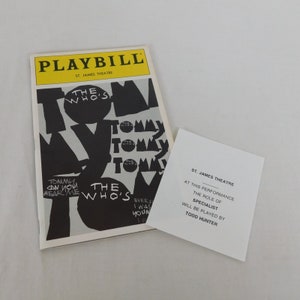 PLAYBILL
ST. JAMES THEATRE
THE
WHO'S
TOMMY
TOMMY
TOMMY
TOMMY
TOMMY
CAN YOU
HEAR ME
THE
WHO'S
ST. JAMES THEATRE
AT THIS PERFORMANCE
THE ROLE OF
SPECIALIST
WILL BE PLAYED BY
TODD HUNTER